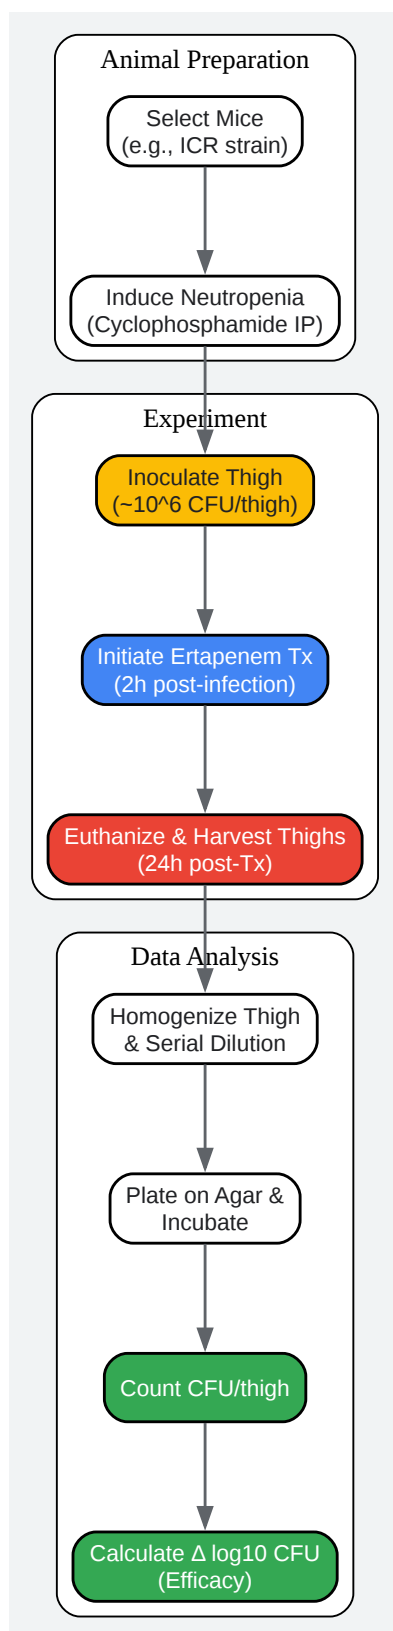 Animal Preparation
Select Mice
(e.g., ICR strain)
Induce Neutropenia
(Cyclophosphamide IP)
Experiment
Inoculate Thigh
(~10^6 CFU/thigh)
Initiate Ertapenem Tx
(2h post-infection)
Euthanize & Harvest Thighs
(24h post-Tx)
Data Analysis
Homogenize Thigh
& Serial Dilution
Plate on Agar &
Incubate
Count CFU/thigh
Calculate Δ log10 CFU
(Efficacy)